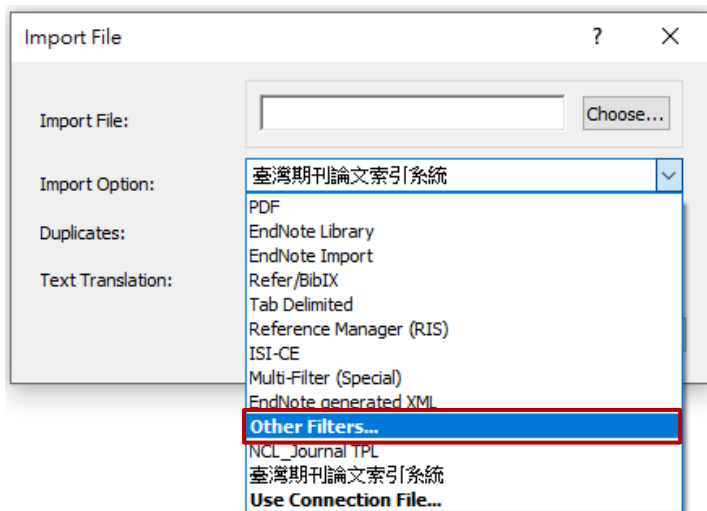 Import File ?
Import File:
Choose...
Import Option:
臺灣期刊論文索引系統
Duplicates:
Text Translation:
PDF
EndNote Library
EndNote Import
Refer/BibIX
Tab Delimited
Reference Manager (RIS)
ISI-CE
Multi-Filter (Special)
EndNote generated XML
Other Filters...
NCL_Journal TPL
臺灣期刊論文索引系統
Use Connection File...